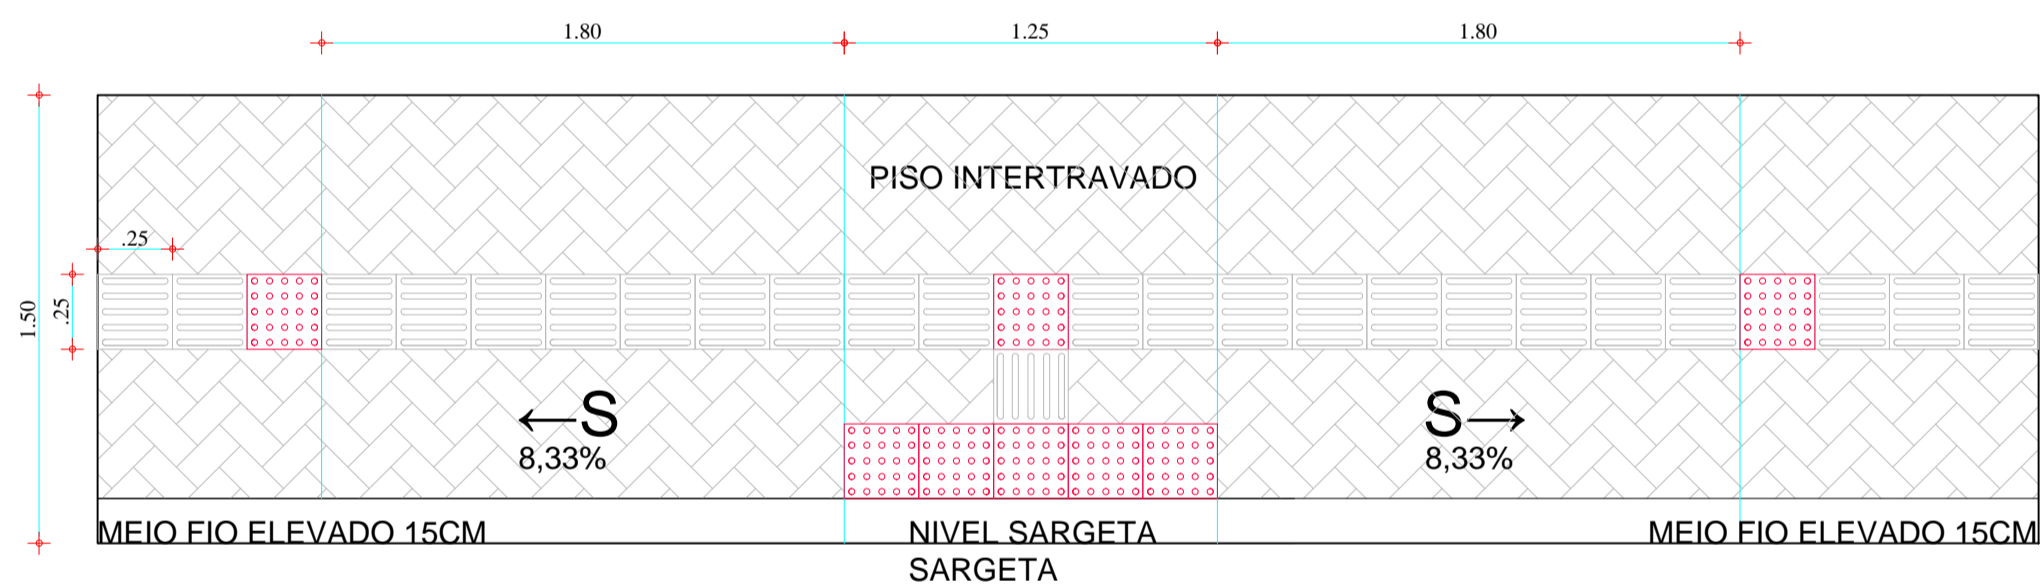 1.80
1.25
1.80
PISO INTERTRAVADO
.25
.25
1.50
←S
8,33%
S→
8,33%
MEIO FIO ELEVADO 15CM
NIVEL SARGETA
MEIO FIO ELEVADO 15CM
SARGETA